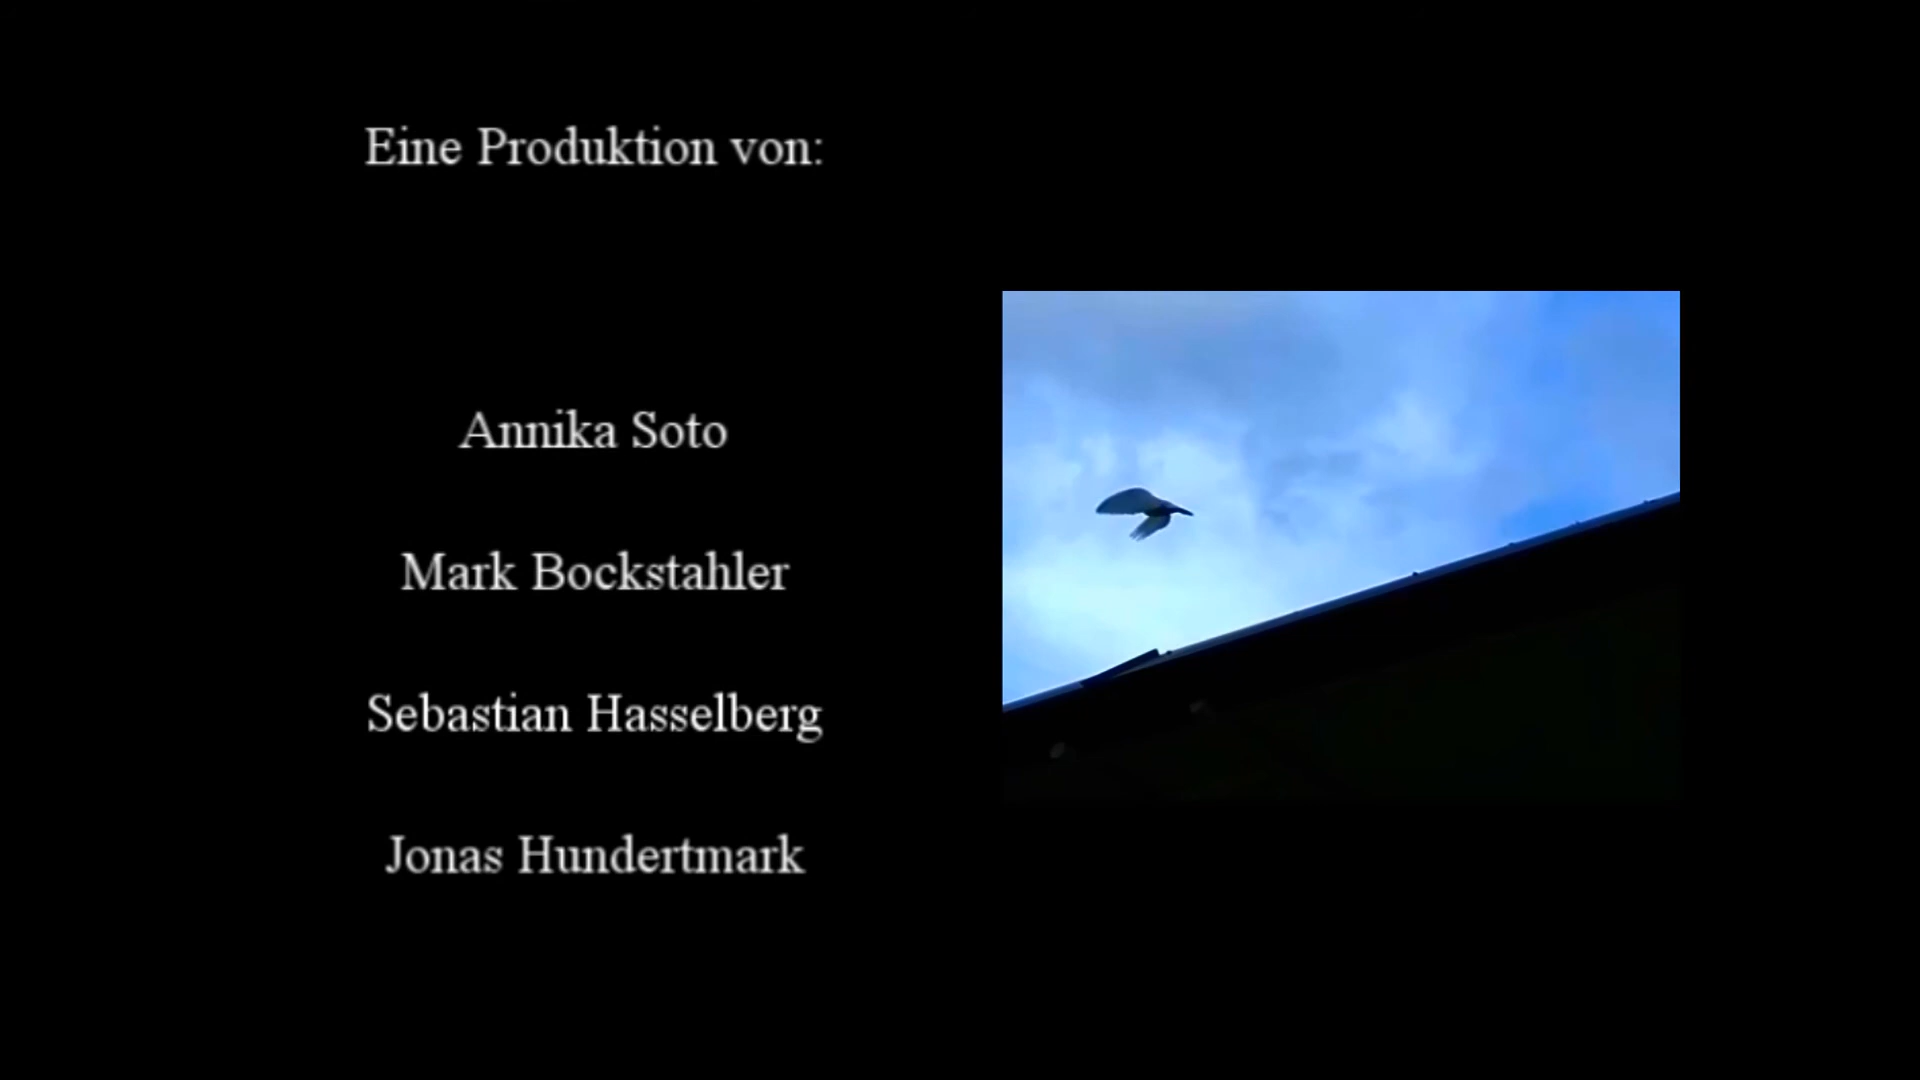 Eine Produktion von:
Annika Soto
Mark Bockstahler
Sebastian Hasselberg
Jonas Hundertmark